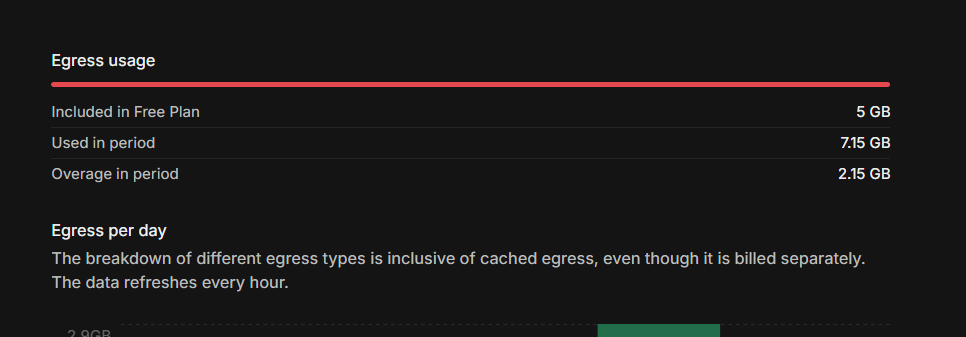 Egress usage
Included in Free Plan 5 GB
Used in period 7.15 GB
Overage in period 2.15 GB
Egress per day
The breakdown of different egress types is inclusive of cached egress, even though it is billed separately.
The data refreshes every hour.
2.9GB